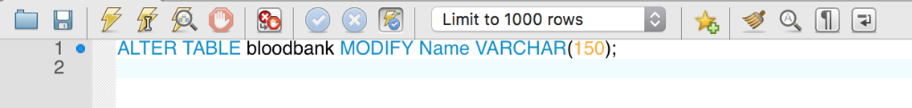 Limit to 1000 rows
1 ALTER TABLE bloodbank MODIFY Name VARCHAR(150);
2